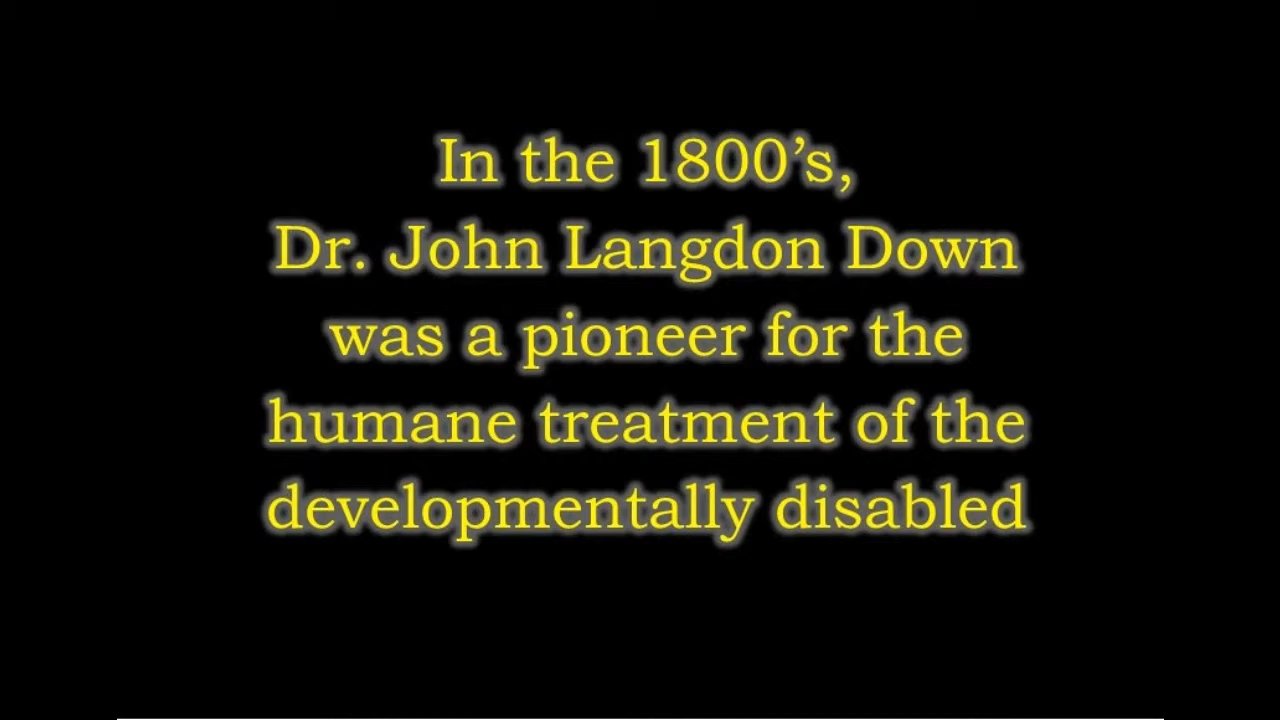 In the 1800’s,
Dr. John Langdon Down
was a pioneer for the
humane treatment of the
developmentally disabled